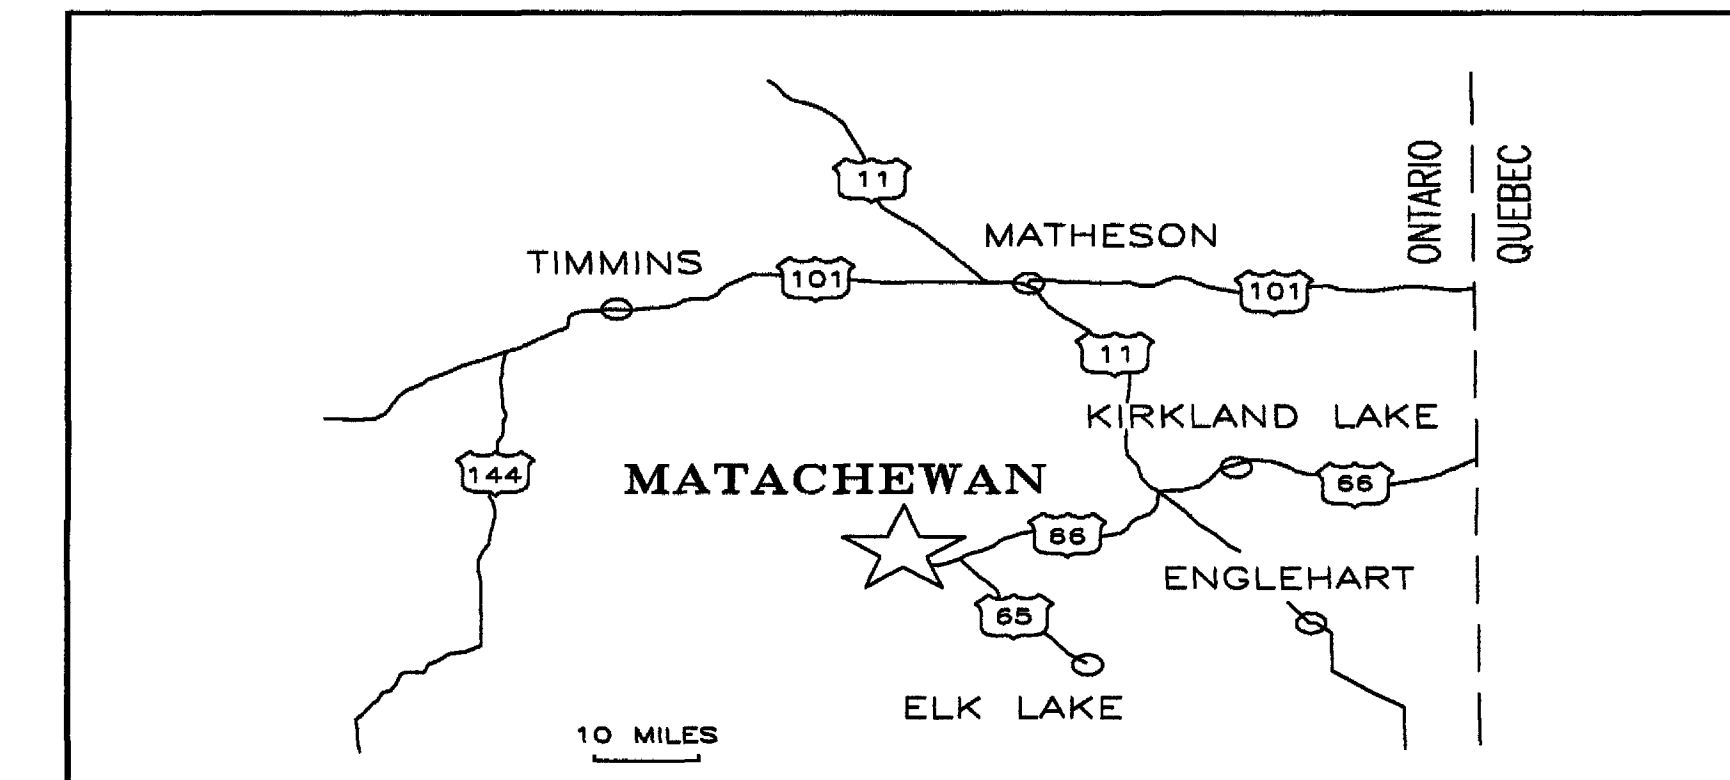 11
ONTARIO
QUEBEC
MATHESON
TIMMINS
101
101
11
KIRKLAND LAKE
144
MATACHEWAN
66
66
ENGLEHART
65
ELK LAKE
10 MILES